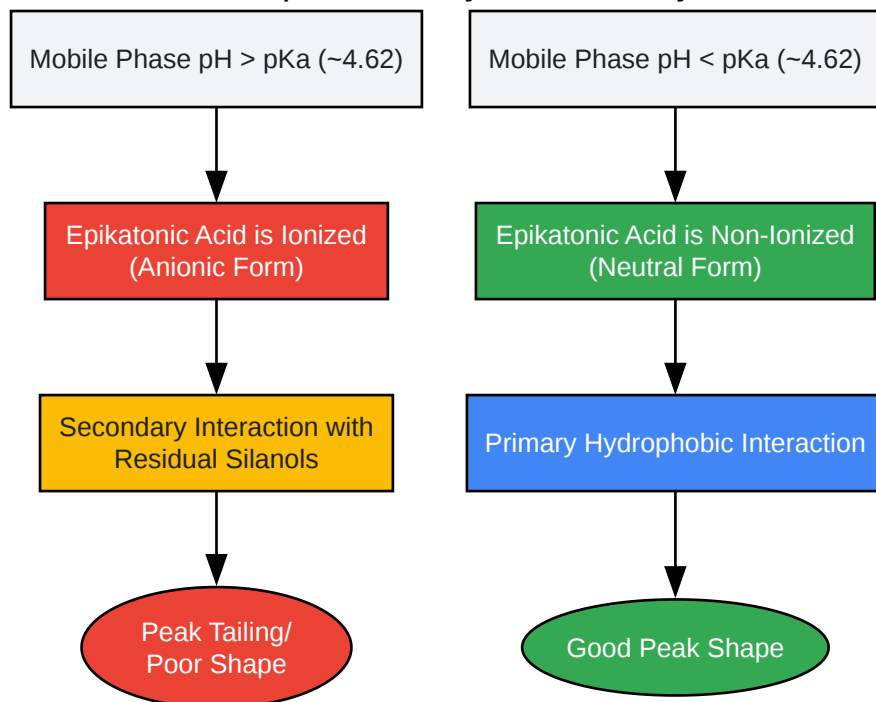 Mobile Phase pH > pKa (~4.62)
Mobile Phase pH < pKa (~4.62)
Epikatonic Acid is Ionized
(Anionic Form)
Epikatonic Acid is Non-Ionized
(Neutral Form)
Secondary Interaction with
Residual Silanols
Primary Hydrophobic Interaction
Peak Tailing/
Poor Shape
Good Peak Shape